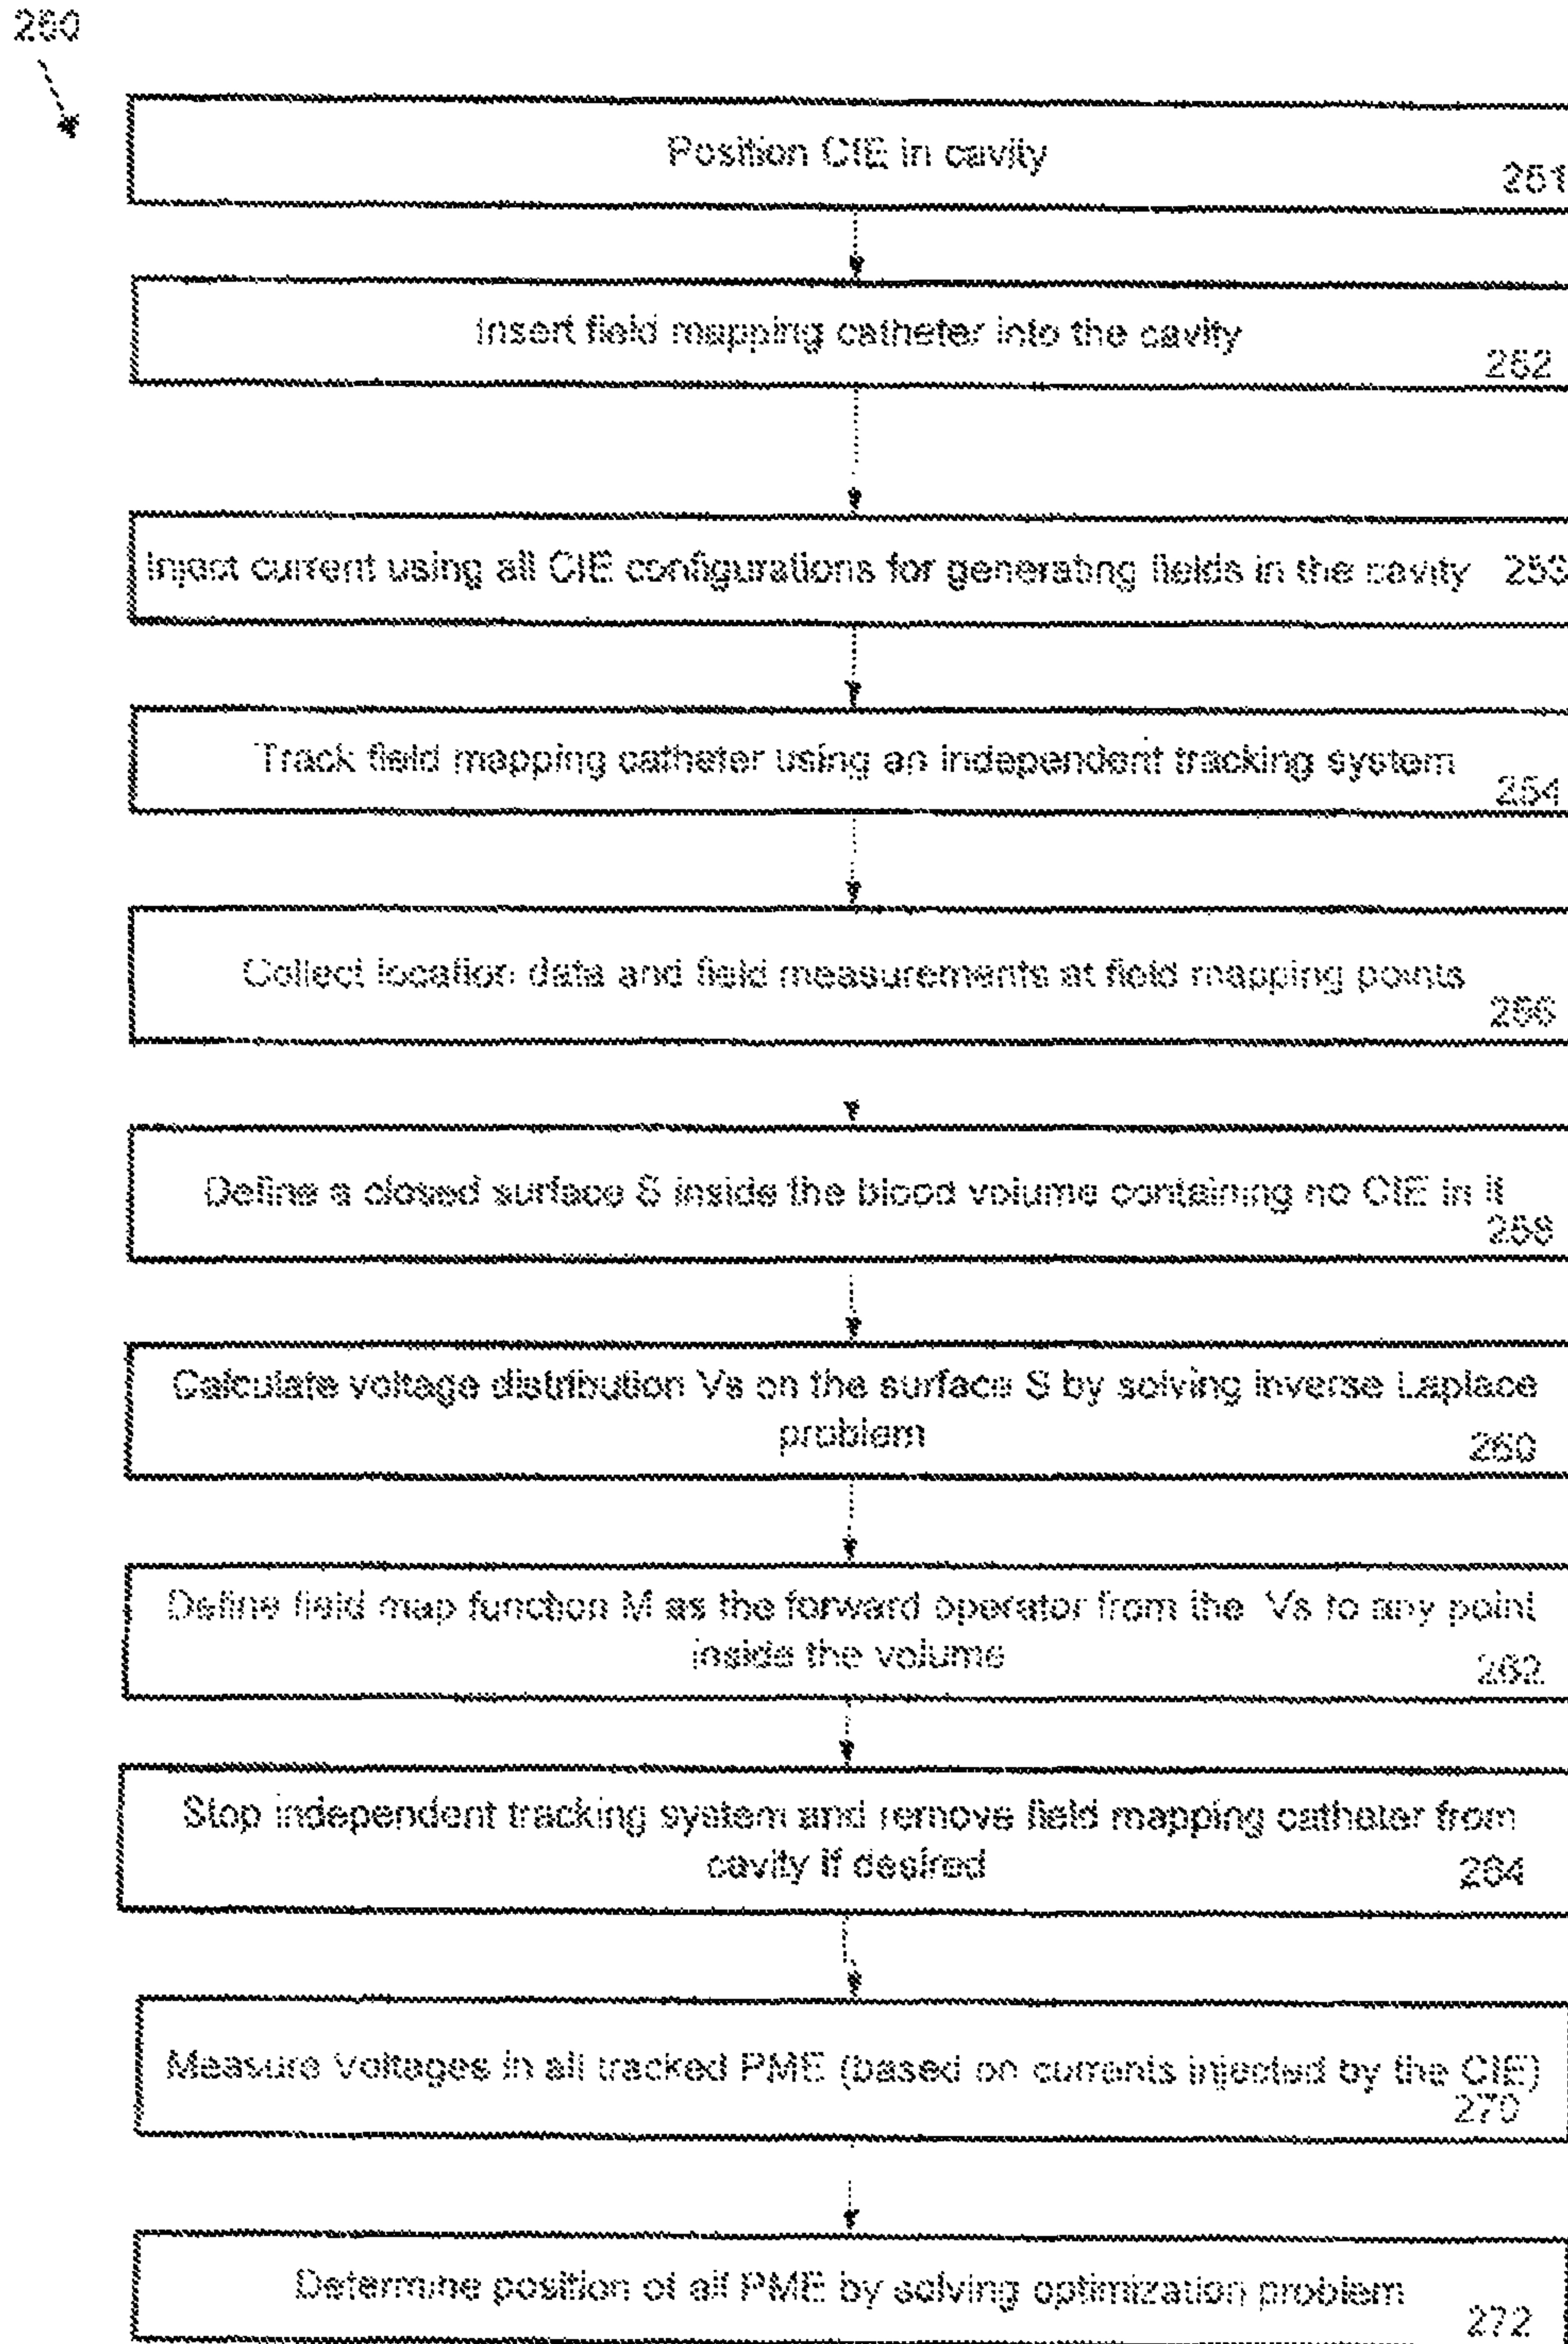 250
Position CIE in cavity
251
Insert field mapping catheter into the cavity
252
Inject current using all CIE configurations for generating fields in the cavity 253
Track field mapping catheter using an independent tracking system
254
Collect location data and field measurements at field mapping points
256
Define a closed surface S inside the blood volume containing no CIE in it
258
Calculate voltage distribution Vs on the surface S by solving inverse Laplace
problem
260
Define field map function M as the forward operator from the Vs to any point
inside the volume
262
Stop independent tracking system and remove field mapping catheter from
cavity if desired
264
Measure Voltages in all tracked PME (based on currents injected by the CIE)
270
Determine position of all PME by solving optimization problem
272